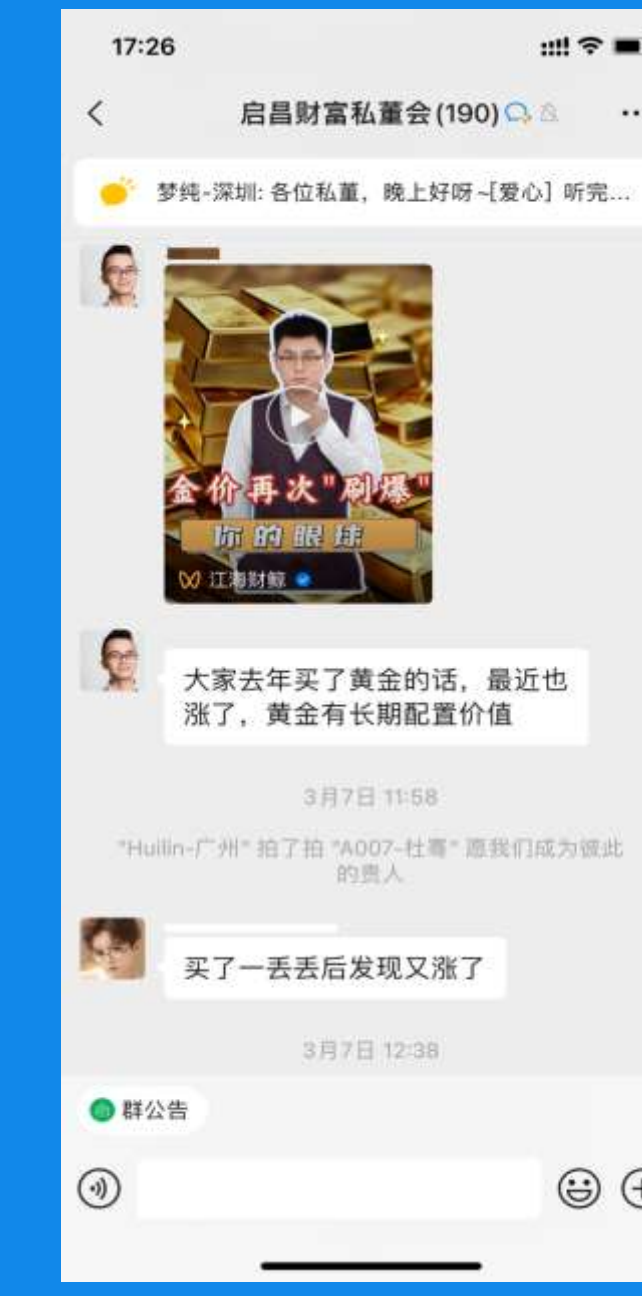 17:26
启昌财富私董会(190)
梦纯-深圳: 各位私董，晚上好呀~[爱心] 听完...
金价再次"刷爆"
你的眼球
江海财鲸
大家去年买了黄金的话，最近也
涨了，黄金有长期配置价值
3月7日 11:58
"Huilin-广州" 拍了拍 "A007-杜骞" 愿我们成为彼此
的贵人
买了一丢丢后发现又涨了
3月7日 12:38
群公告